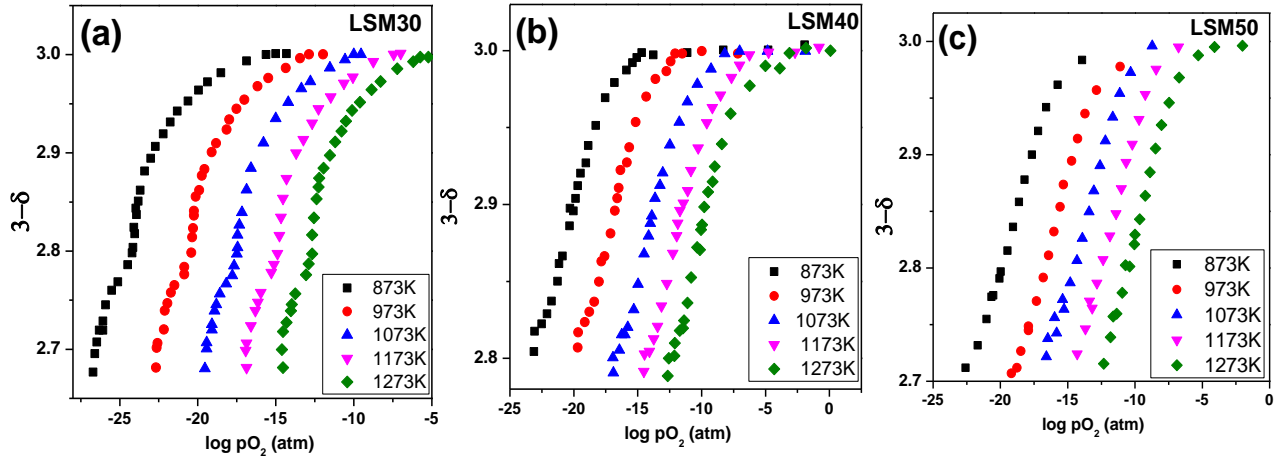 (a)
LSM30
3−δ
3.0
2.9
2.8
2.7
873K
973K
1073K
1173K
1273K
-25
-20
-15
-10
-5
log pO₂ (atm)
(b)
LSM40
3−δ
3.0
2.9
2.8
873K
973K
1073K
1173K
1273K
-25
-20
-15
-10
-5
0
log pO₂ (atm)
(c)
LSM50
3−δ
3.0
2.9
2.8
2.7
873K
973K
1073K
1173K
1273K
-25
-20
-15
-10
-5
0
log pO₂ (atm)